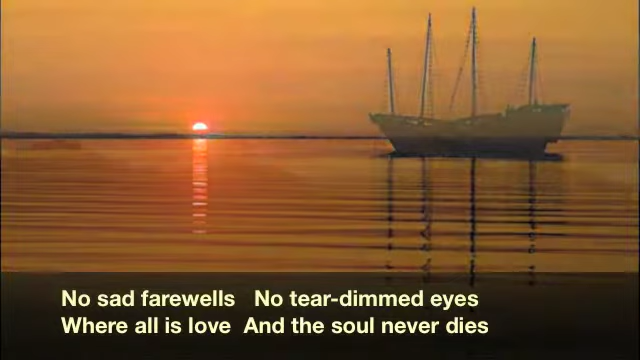 No sad farewells   No tear-dimmed eyes
Where all is love  And the soul never dies